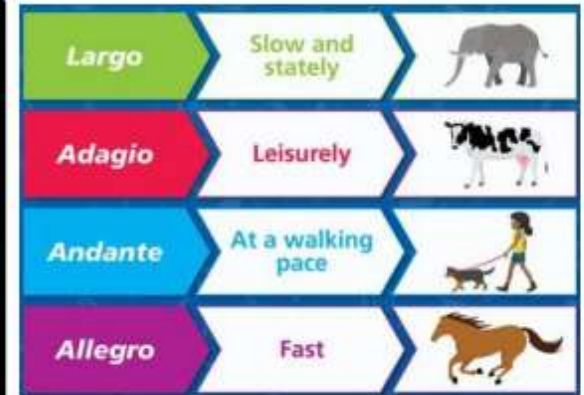 Largo
Slow and
stately
Adagio
Leisurely
Andante
At a walking
pace
Allegro
Fast